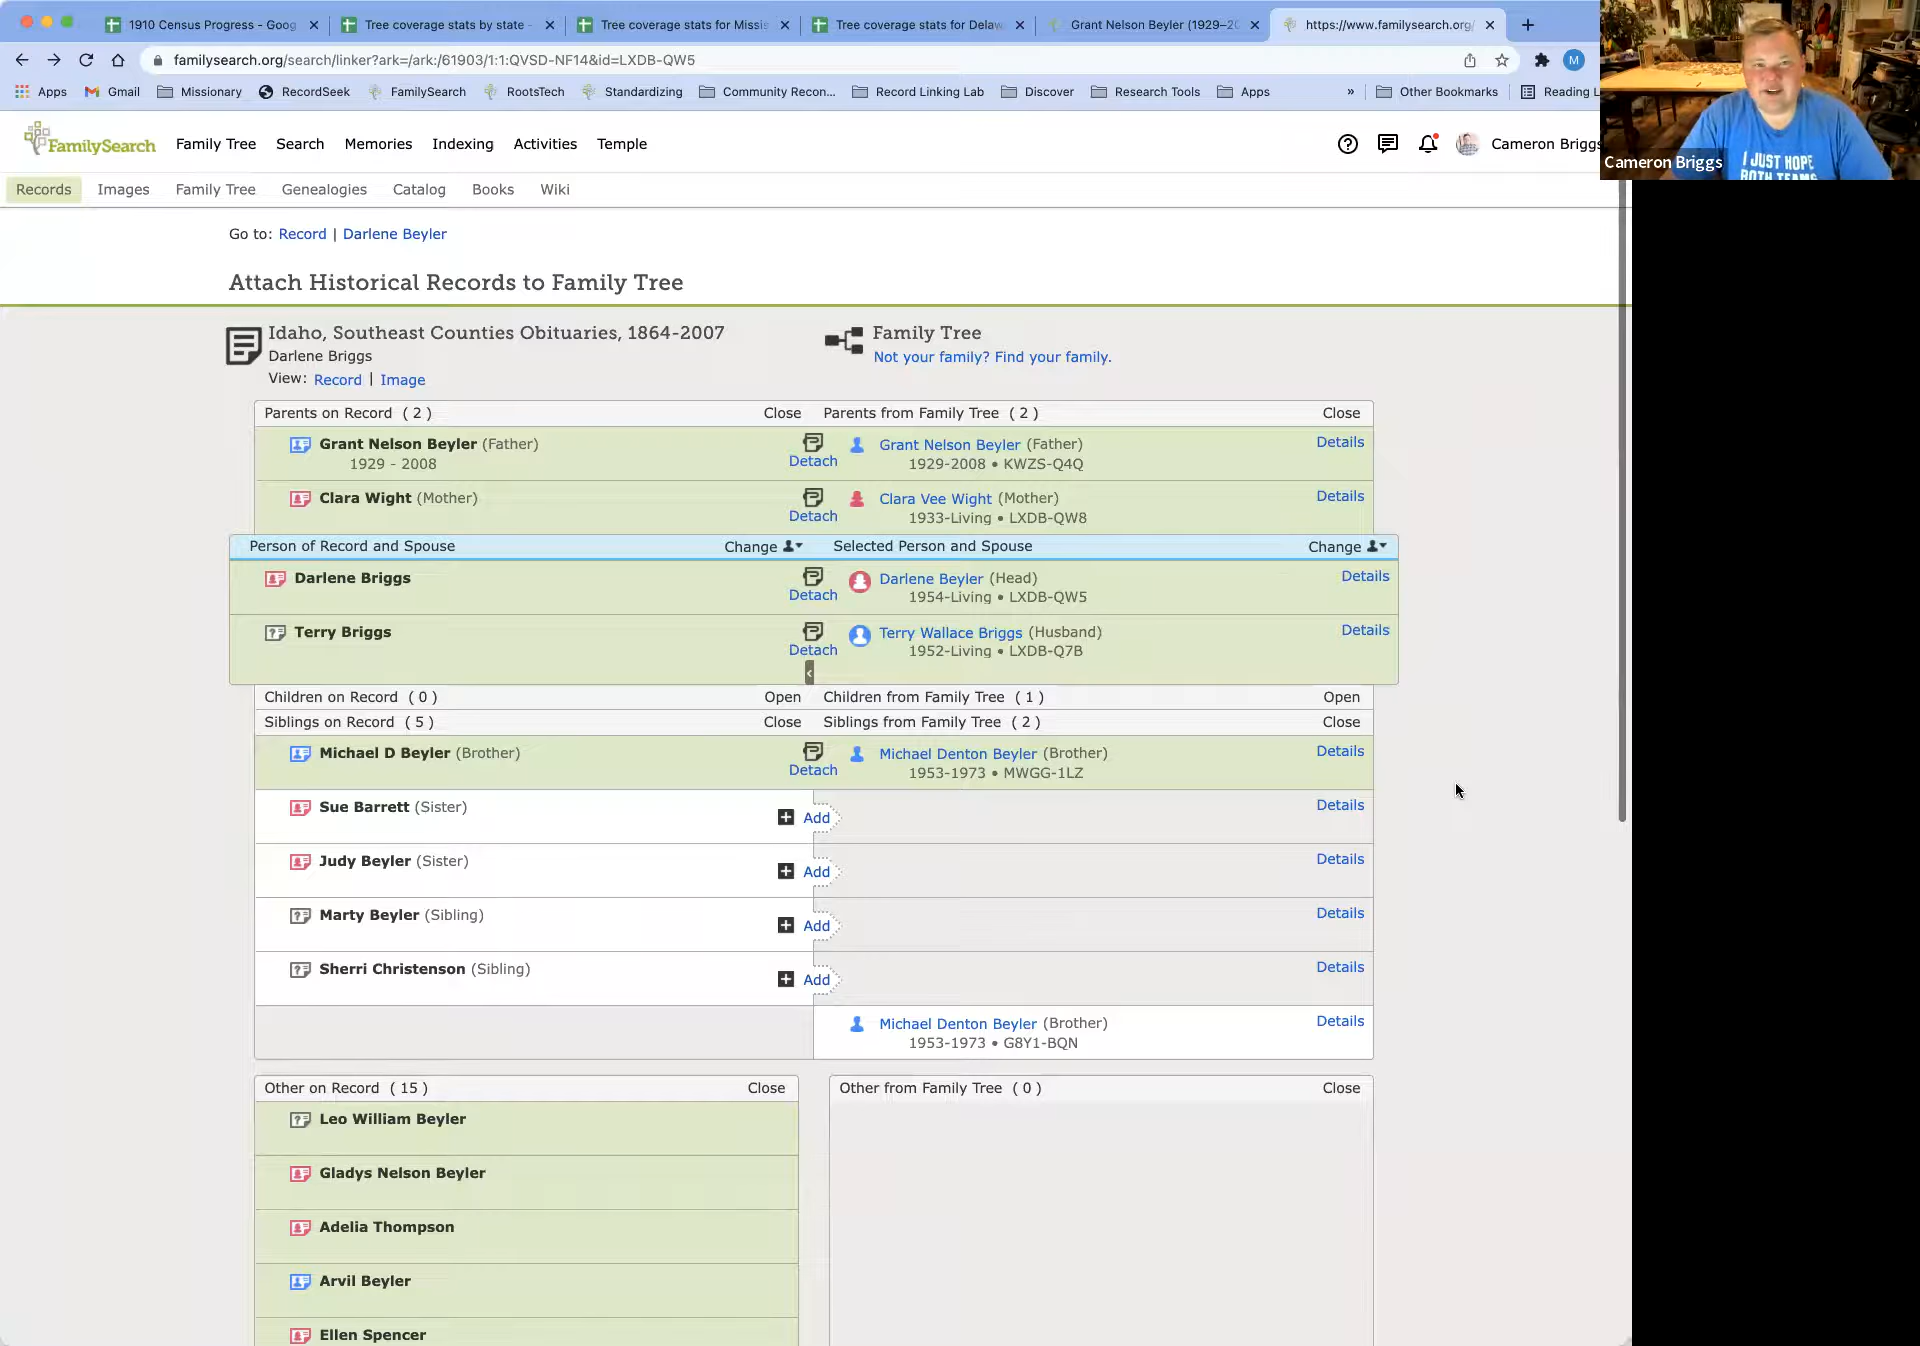 1910 Census Progress - Goog
Tree coverage stats by state -
Tree coverage stats for Missis
Tree coverage stats for Delaw
Grant Nelson Beyler (1929–20
https://www.familysearch.org/
familysearch.org/search/linker?ark=/ark:/61903/1:1:QVSD-NF14&id=LXDB-QW5
M
Apps Gmail Missionary RecordSeek FamilySearch RootsTech Standardizing Community Recon... Record Linking Lab Discover Research Tools Apps » Other Bookmarks Reading L
FamilySearch Family Tree Search Memories Indexing Activities Temple Cameron Briggs
Cameron Briggs
I JUST HOPE
BOTH TEAMS
Records Images Family Tree Genealogies Catalog Books Wiki
Go to: Record | Darlene Beyler
Attach Historical Records to Family Tree
Idaho, Southeast Counties Obituaries, 1864-2007
Darlene Briggs
View: Record | Image
Family Tree
Not your family? Find your family.
Parents on Record ( 2 ) Close Parents from Family Tree ( 2 ) Close
Grant Nelson Beyler (Father) Grant Nelson Beyler (Father) Details
1929 - 2008 Detach 1929-2008 • KWZS-Q4Q
Clara Wight (Mother) Clara Vee Wight (Mother) Details
Detach 1933-Living • LXDB-QW8
Person of Record and Spouse Change Selected Person and Spouse Change
Darlene Briggs Darlene Beyler (Head) Details
Detach 1954-Living • LXDB-QW5
Terry Briggs Terry Wallace Briggs (Husband) Details
Detach 1952-Living • LXDB-Q7B
Children on Record ( 0 ) Open Children from Family Tree ( 1 ) Open
Siblings on Record ( 5 ) Close Siblings from Family Tree ( 2 ) Close
Michael D Beyler (Brother) Michael Denton Beyler (Brother) Details
Detach 1953-1973 • MWGG-1LZ
Sue Barrett (Sister) Add Details
Judy Beyler (Sister) Add Details
Marty Beyler (Sibling) Add Details
Sherri Christenson (Sibling) Add Details
Michael Denton Beyler (Brother) Details
1953-1973 • G8Y1-BQN
Other on Record ( 15 ) Close Other from Family Tree ( 0 ) Close
Leo William Beyler
Gladys Nelson Beyler
Adelia Thompson
Arvil Beyler
Ellen Spencer